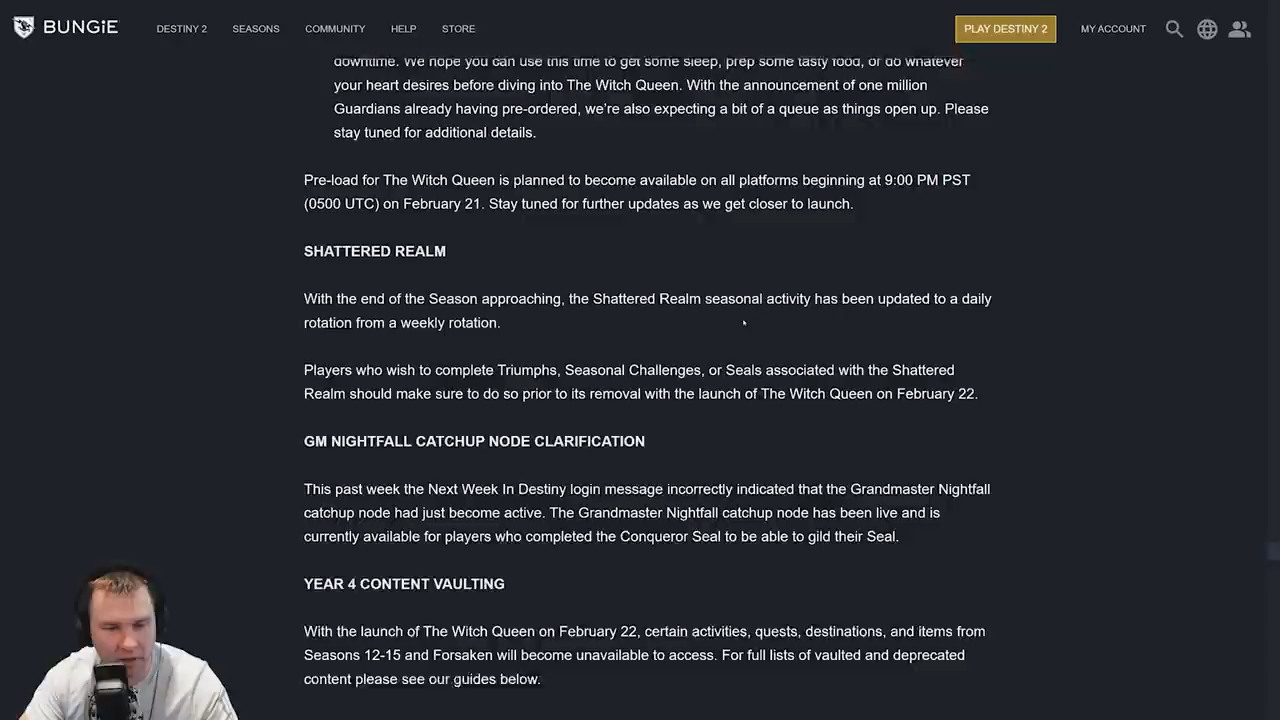 BUNGiE
DESTINY 2
SEASONS
COMMUNITY
HELP
STORE
PLAY DESTINY 2
MY ACCOUNT
downtime. We hope you can use this time to get some sleep, prep some tasty food, or do whatever
your heart desires before diving into The Witch Queen. With the announcement of one million
Guardians already having pre-ordered, we're also expecting a bit of a queue as things open up. Please
stay tuned for additional details.
Pre-load for The Witch Queen is planned to become available on all platforms beginning at 9:00 PM PST
(0500 UTC) on February 21. Stay tuned for further updates as we get closer to launch.
SHATTERED REALM
With the end of the Season approaching, the Shattered Realm seasonal activity has been updated to a daily
rotation from a weekly rotation.
Players who wish to complete Triumphs, Seasonal Challenges, or Seals associated with the Shattered
Realm should make sure to do so prior to its removal with the launch of The Witch Queen on February 22.
GM NIGHTFALL CATCHUP NODE CLARIFICATION
This past week the Next Week In Destiny login message incorrectly indicated that the Grandmaster Nightfall
catchup node had just become active. The Grandmaster Nightfall catchup node has been live and is
currently available for players who completed the Conqueror Seal to be able to gild their Seal.
YEAR 4 CONTENT VAULTING
With the launch of The Witch Queen on February 22, certain activities, quests, destinations, and items from
Seasons 12-15 and Forsaken will become unavailable to access. For full lists of vaulted and deprecated
content please see our guides below.